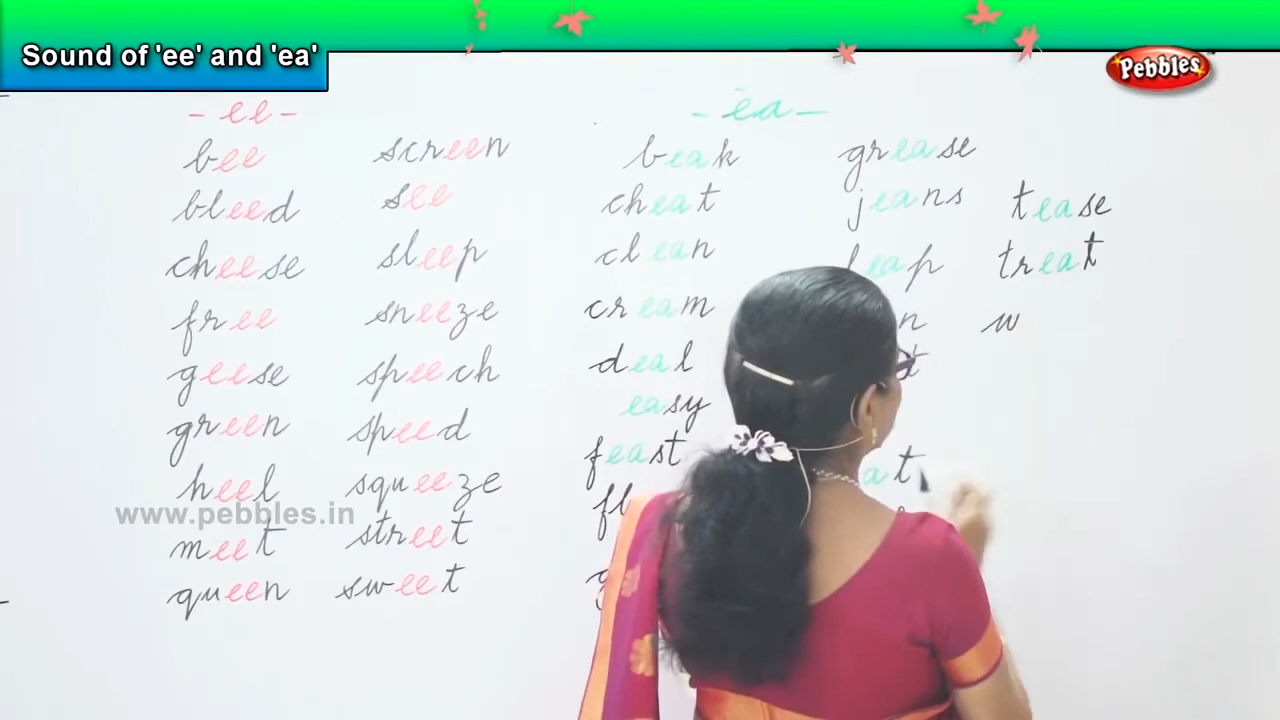 Sound of 'ee' and 'ea'
Pebbles
- ee -
bee
bleed
cheese
free
geese
green
heel
meet
queen
screen
see
sleep
sneeze
speech
speed
squeeze
street
sweet
- ea -
beak
cheat
clean
cream
deal
easy
feast
grease
jeans
tease
treat
w
www.pebbles.in